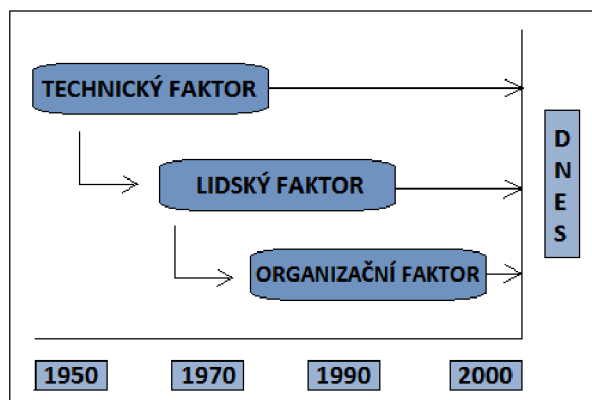 TECHNICKÝ FAKTOR
LIDSKÝ FAKTOR
ORGANIZAČNÍ FAKTOR
D
N
E
S
1950
1970
1990
2000